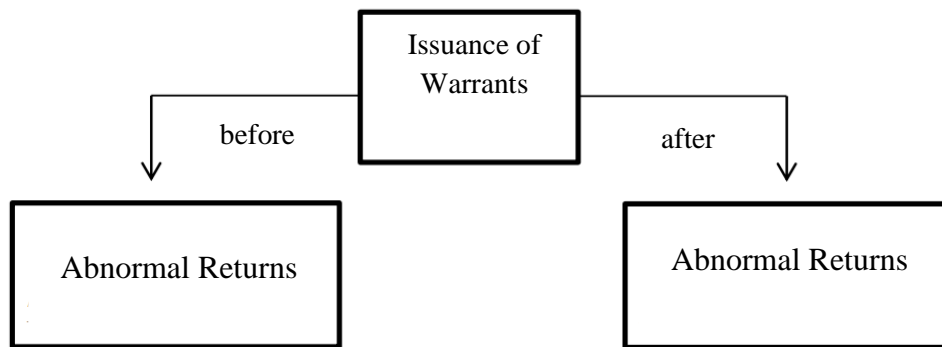 Issuance of
Warrants
before
after
Abnormal Returns
Abnormal Returns